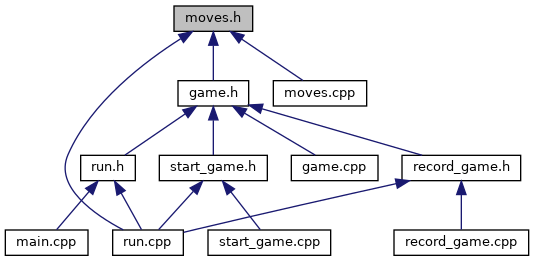 moves.h
game.h
moves.cpp
run.h
start_game.h
game.cpp
record_game.h
main.cpp
run.cpp
start_game.cpp
record_game.cpp